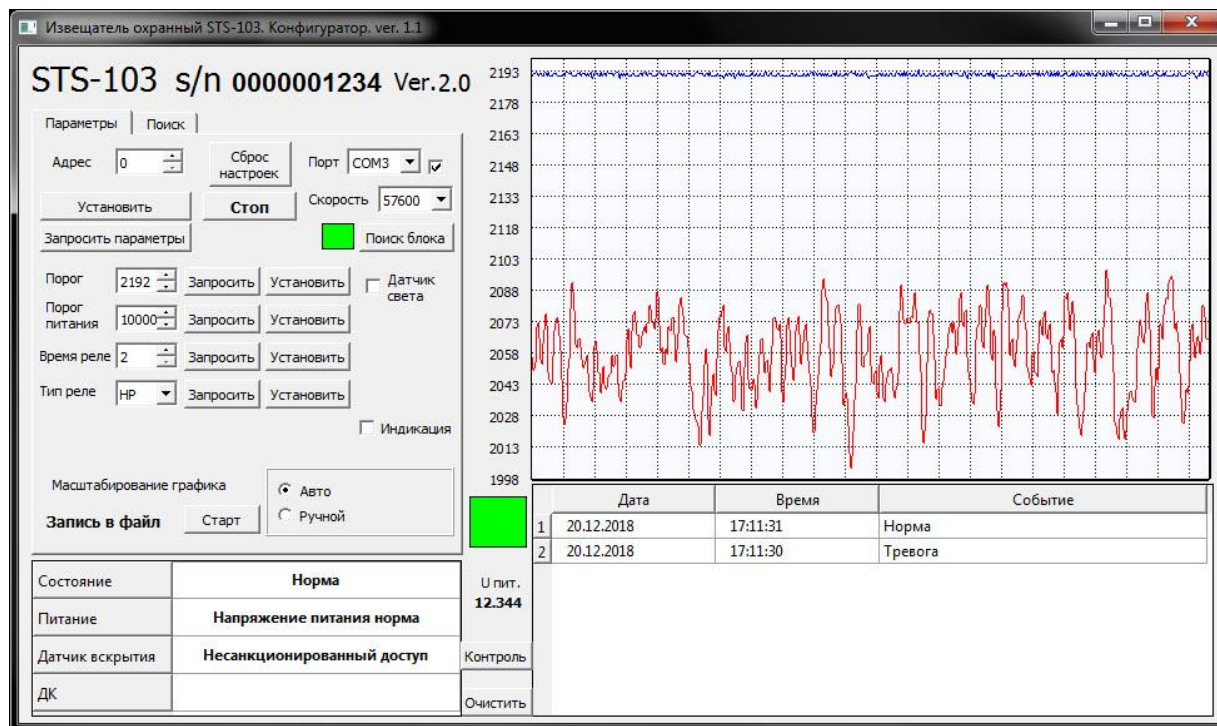 Извещатель охранный STS-103. Конфигуратор. ver. 1.1
STS-103 s/n 0000001234 Ver.2.0
Параметры Поиск
Адрес 0 Сброс настроек Порт COM3
Установить Стоп Скорость 57600
Запросить параметры Поиск блока
Порог 2192 Запросить Установить Датчик света
Порог питания 10000 Запросить Установить
Время реле 2 Запросить Установить
Тип реле НР Запросить Установить
Индикация
Масштабирование графика
Авто
Запись в файл Старт Ручной
2193
2178
2163
2148
2133
2118
2103
2088
2073
2058
2043
2028
2013
1998
Дата Время Событие
1 20.12.2018 17:11:31 Норма
2 20.12.2018 17:11:30 Тревога
Состояние Норма
Питание Напряжение питания норма
Датчик вскрытия Несанкционированный доступ
ДК
U пит.
12.344
Контроль
Очистить